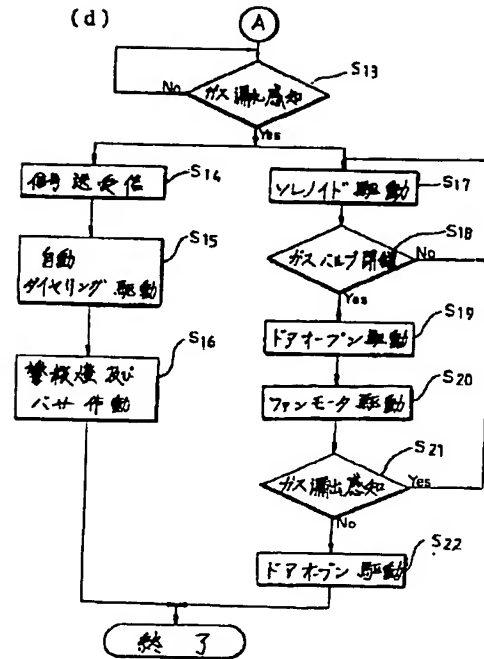 (d)
A
ガス漏れ感知
S13
No
Yes
信号送受信
S14
自動
ダイヤリング駆動
S15
警報燈及び
バザ作動
S16
ソレノイド駆動
S17
ガスバルブ閉鎖
S18
No
Yes
ドアオープン駆動
S19
ファンモータ駆動
S20
ガス漏出感知
S21
Yes
No
ドアオープン駆動
S22
終了